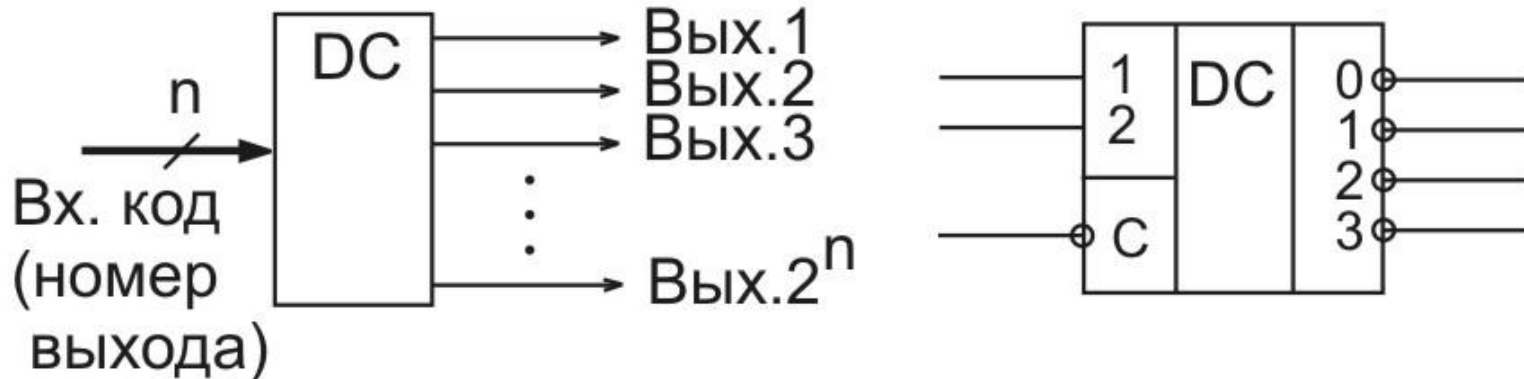 n
Вх. код
(номер
выхода)
DC
Вых.1
Вых.2
Вых.3
Вых.2ⁿ
1
2
C
DC
0
1
2
3